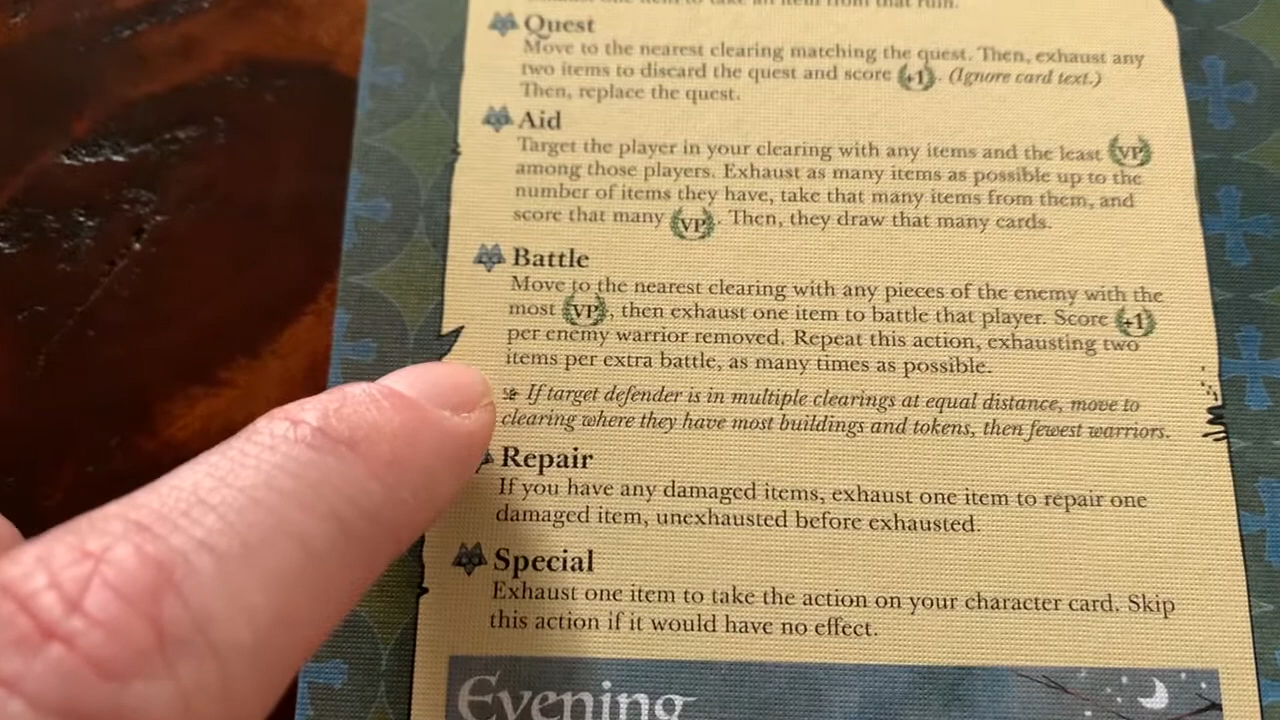 Quest
Move to the nearest clearing matching the quest. Then, exhaust any
two items to discard the quest and score +1. (Ignore card text.)
Then, replace the quest.
Aid
Target the player in your clearing with any items and the least VP
among those players. Exhaust as many items as possible up to the
number of items they have, take that many items from them, and
score that many VP. Then, they draw that many cards.
Battle
Move to the nearest clearing with any pieces of the enemy with the
most VP, then exhaust one item to battle that player. Score +1
per enemy warrior removed. Repeat this action, exhausting two
items per extra battle, as many times as possible.
If target defender is in multiple clearings at equal distance, move to
clearing where they have most buildings and tokens, then fewest warriors.
Repair
If you have any damaged items, exhaust one item to repair one
damaged item, unexhausted before exhausted.
Special
Exhaust one item to take the action on your character card. Skip
this action if it would have no effect.
Evening